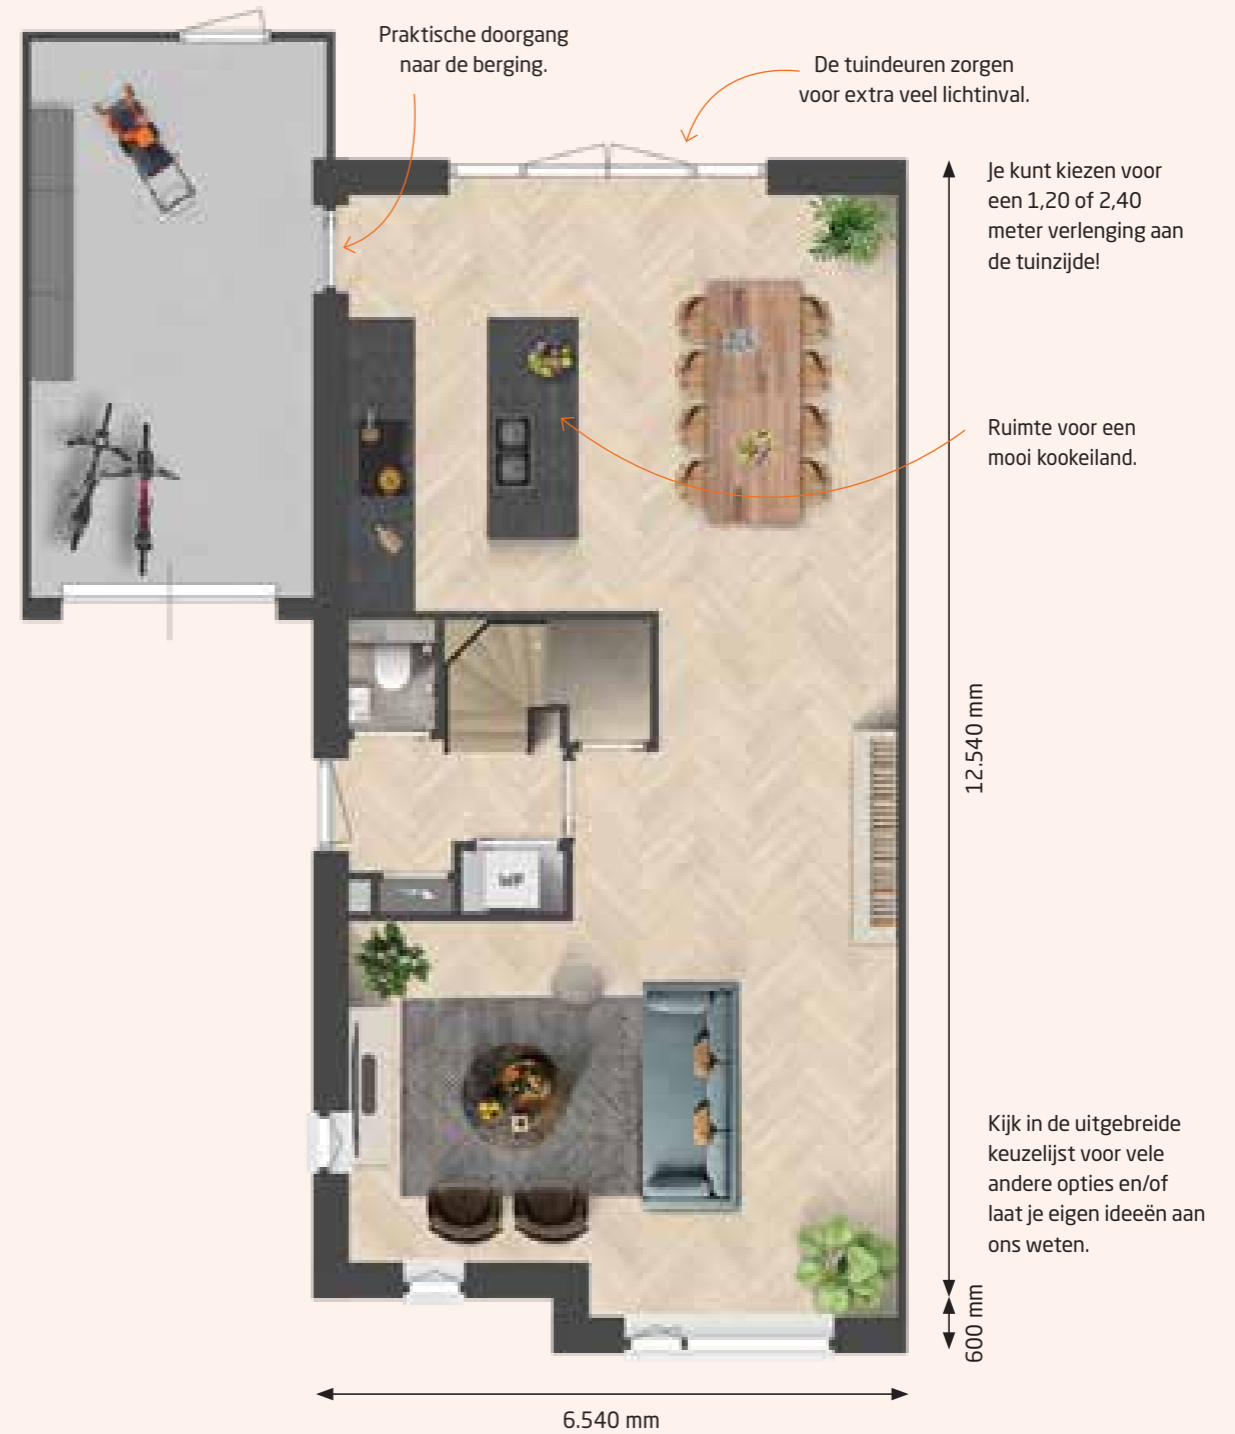 Praktische doorgang
naar de berging.
De tuindeuren zorgen
voor extra veel lichtinval.
Je kunt kiezen voor
een 1,20 of 2,40
meter verlenging aan
de tuinzijde!
Ruimte voor een
mooi kookeiland.
12.540 mm
WP
Kijk in de uitgebreide
keuzelijst voor vele
andere opties en/of
laat je eigen ideeën aan
ons weten.
600 mm
6.540 mm